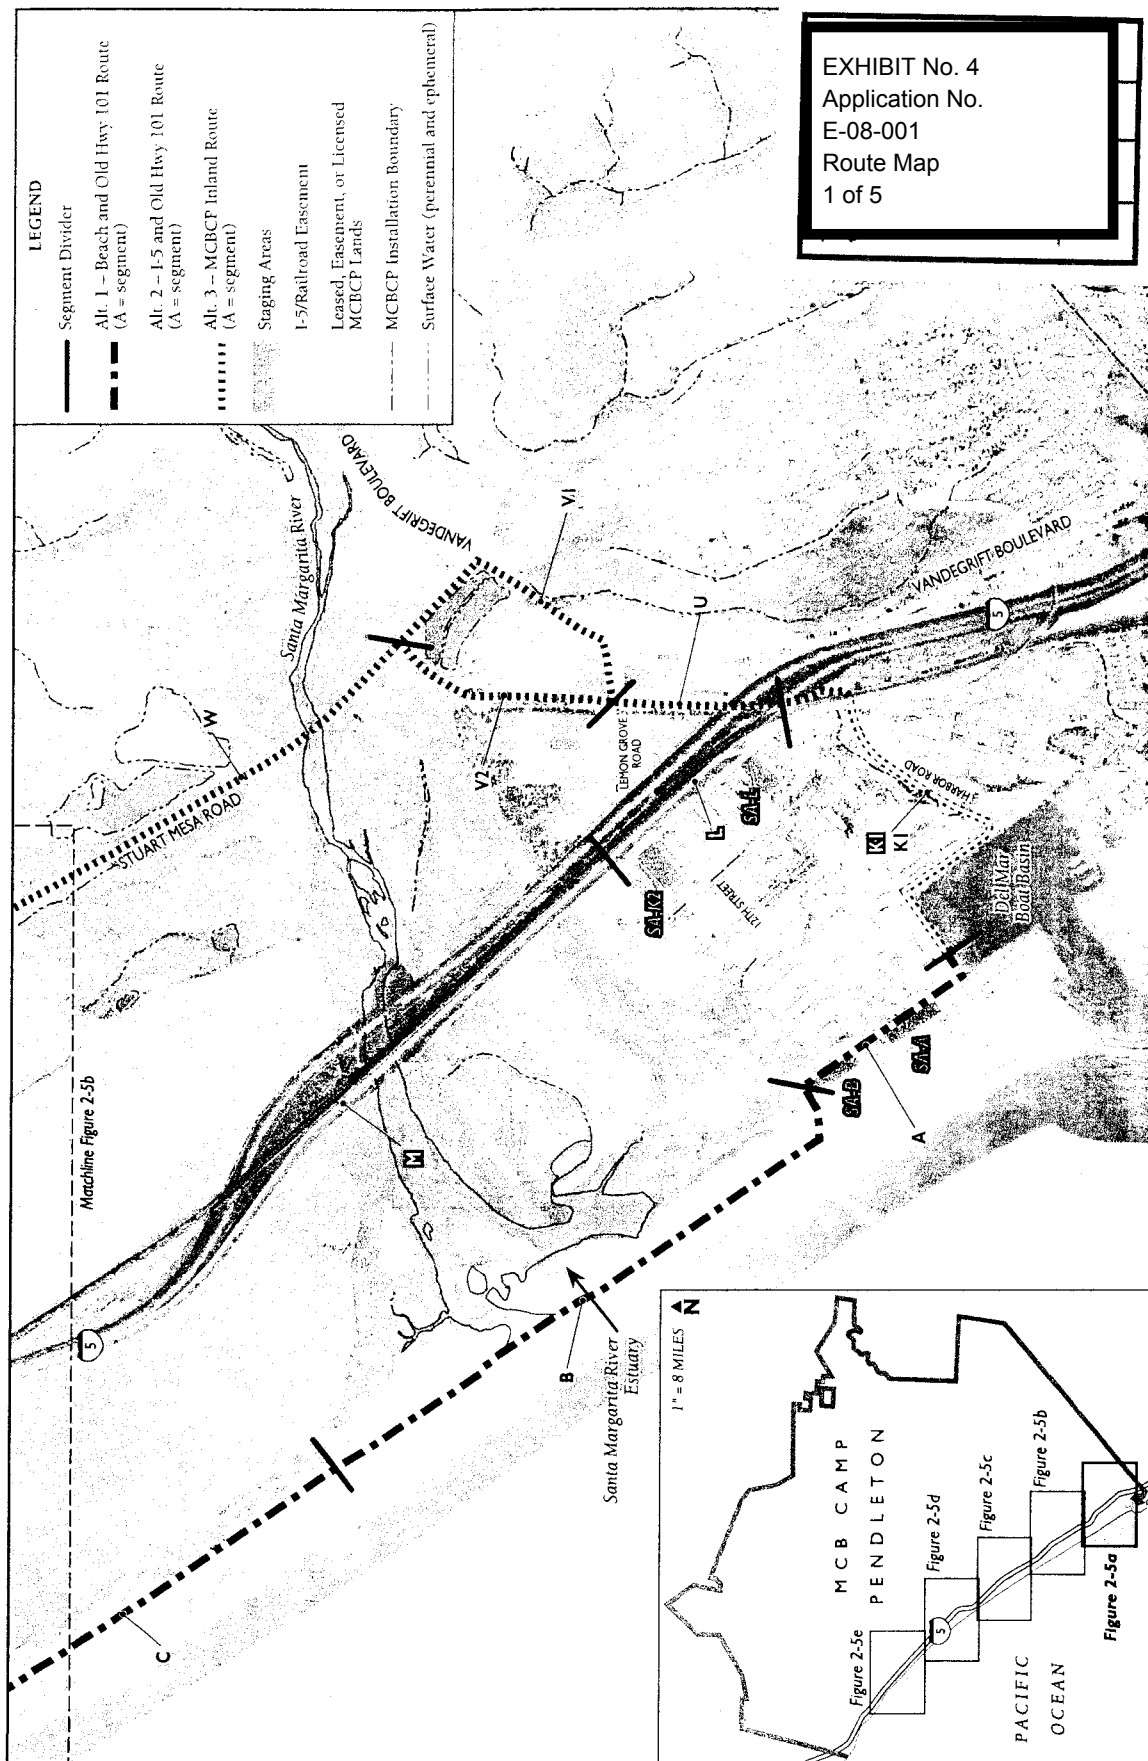 EXHIBIT No. 4
Application No.
E-08-001
Route Map
1 of 5
LEGEND
Segment Divider
Alt. 1 – Beach and Old Hwy 101 Route
(A = segment)
Alt. 2 – I-5 and Old Hwy 101 Route
(A = segment)
Alt. 3 – MCBCP Inland Route
(A = segment)
Staging Areas
I-5/Railroad Easement
Leased, Easement, or Licensed
MCBCP Lands
MCBCP Installation Boundary
Surface Water (perennial and ephemeral)
Matchline Figure 2-5b
STUART MESA ROAD
W
Santa Margarita River
VANDEGRIFT BOULEVARD
V1
V2
U
LEMON GROVE
ROAD
VANDEGRIFT BOULEVARD
5
5
M
L
SA-L
SA-K2
12TH STREET
K1
K1
HARBOR ROAD
Del Mar
Boat Basin
SA-A
SA-B
A
B
Santa Margarita River
Estuary
C
1" = 8 MILES
N
MCB CAMP
PENDLETON
PACIFIC
OCEAN
5
Figure 2-5e
Figure 2-5d
Figure 2-5c
Figure 2-5b
Figure 2-5a